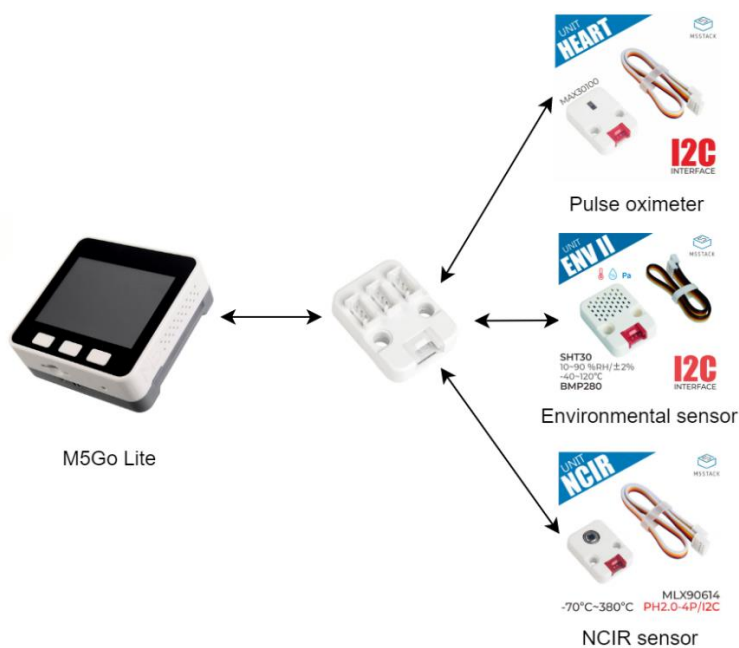 UNIT
HEART
M5STACK
MAX30100
I2C
INTERFACE
Pulse oximeter
UNIT
ENV II
M5STACK
Pa
SHT30
10~90 %RH/±2%
-40~120°C
BMP280
I2C
INTERFACE
Environmental sensor
M5Go Lite
UNIT
NCIR
M5STACK
MLX90614
-70°C~380°C PH2.0-4P/I2C
NCIR sensor